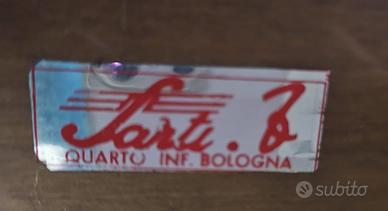 Sarti. F
QUARTO INF. BOLOGNA
subito